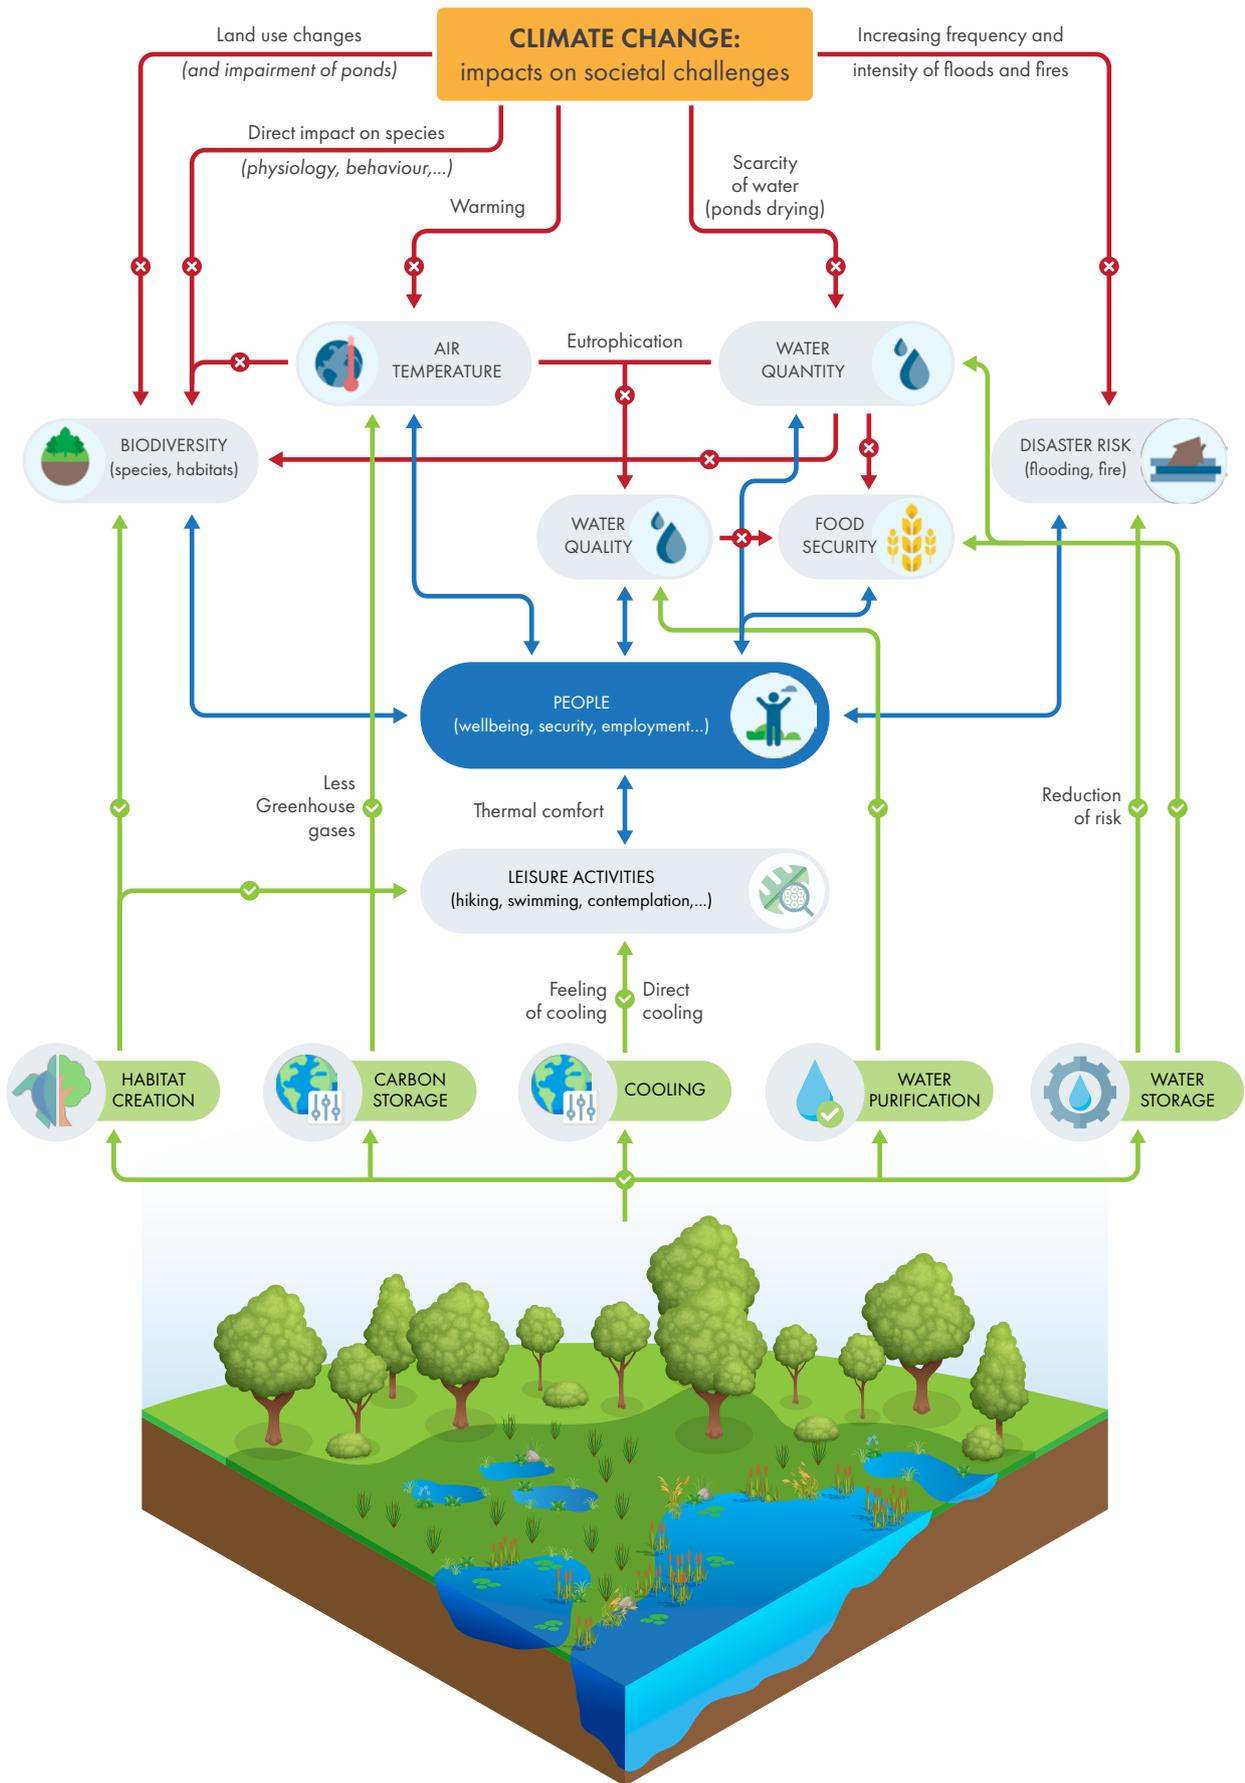 CLIMATE CHANGE:
impacts on societal challenges
Land use changes
(and impairment of ponds)
Increasing frequency and
intensity of floods and fires
Direct impact on species
(physiology, behaviour,...)
Warming
Scarcity
of water
(ponds drying)
AIR
TEMPERATURE
Eutrophication
WATER
QUANTITY
BIODIVERSITY
(species, habitats)
DISASTER RISK
(flooding, fire)
WATER
QUALITY
FOOD
SECURITY
PEOPLE
(wellbeing, security, employment...)
Less
Greenhouse
gases
Thermal comfort
Reduction
of risk
LEISURE ACTIVITIES
(hiking, swimming, contemplation,...)
Feeling
of cooling
Direct
cooling
HABITAT
CREATION
CARBON
STORAGE
COOLING
WATER
PURIFICATION
WATER
STORAGE